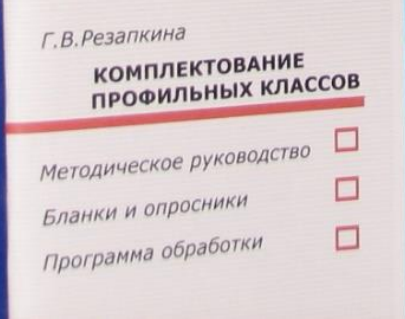 Г.В.Резапкина
КОМПЛЕКТОВАНИЕ
ПРОФИЛЬНЫХ КЛАССОВ
Методическое руководство
Бланки и опросники
Программа обработки